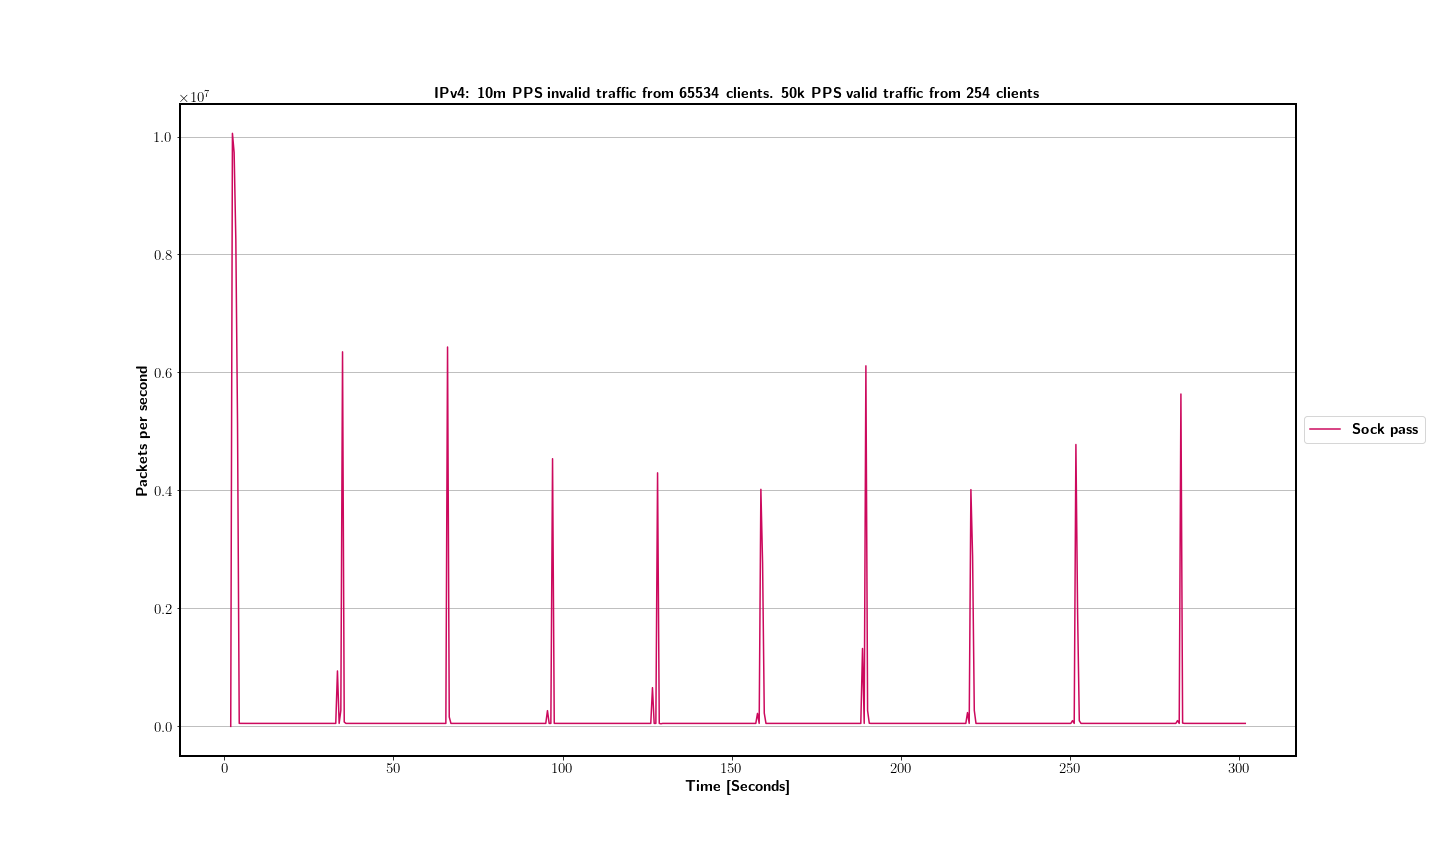 IPv4: 10m PPS invalid traffic from 65534 clients. 50k PPS valid traffic from 254 clients
×10⁷
1.0
0.8
0.6
0.4
0.2
0.0
Packets per second
0 50 100 150 200 250 300
Time [Seconds]
Sock pass